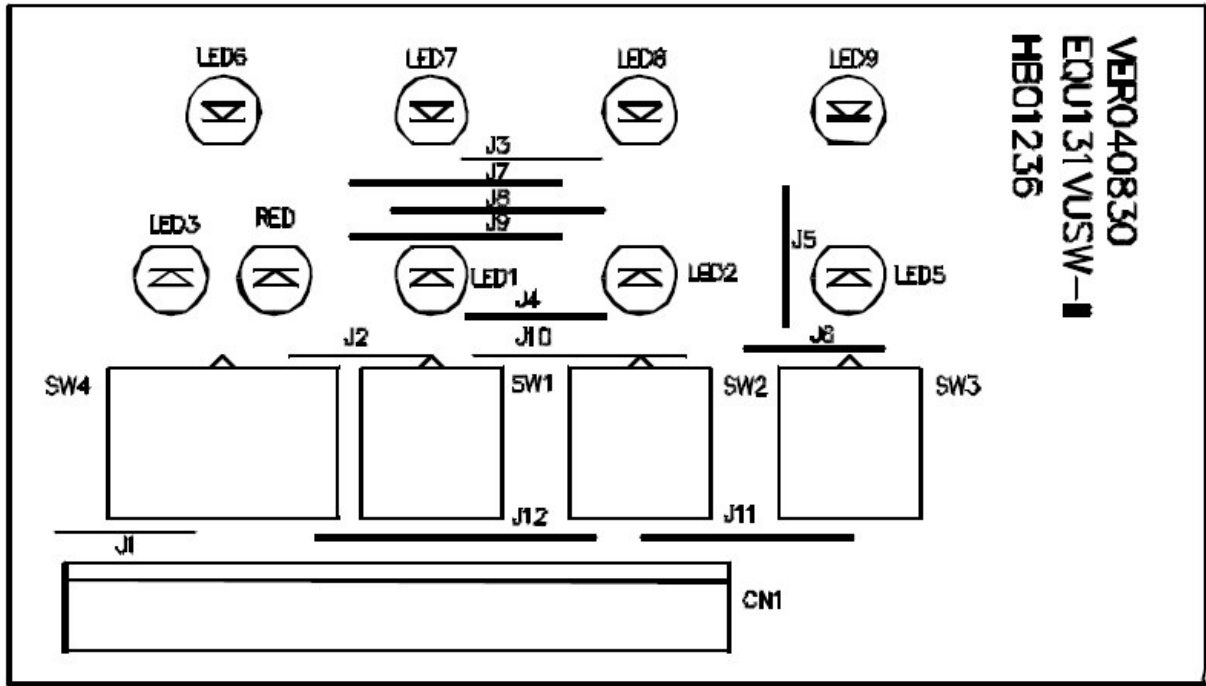 LED6 LED7 LED8 LED9
J3
J7
J8
J9
LED3 RED LED1 LED2 J5 LED5
J4
J2 J10 J6
SW4 SW1 SW2 SW3
J12 J11
J1
CN1
VER040830
EQU131VUSW-II
HB01236